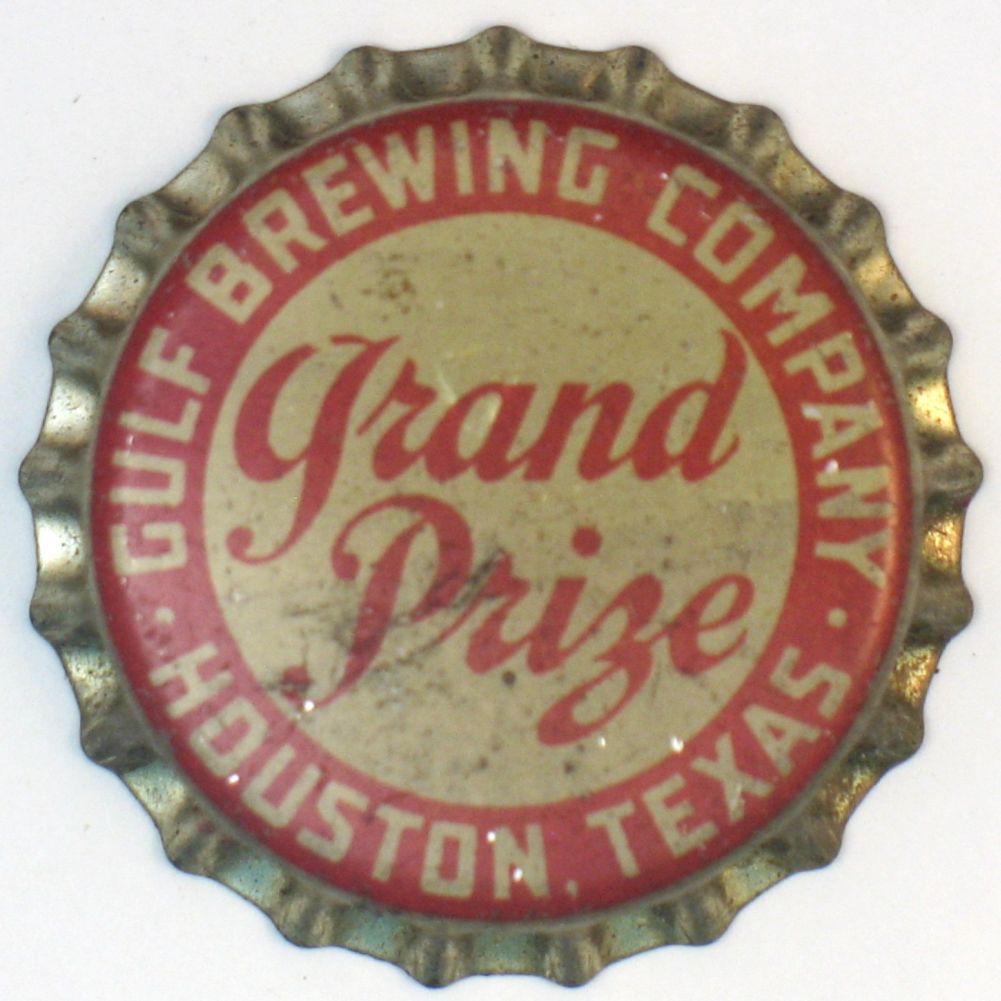 GULF BREWING COMPANY
Grand
Prize
HOUSTON, TEXAS